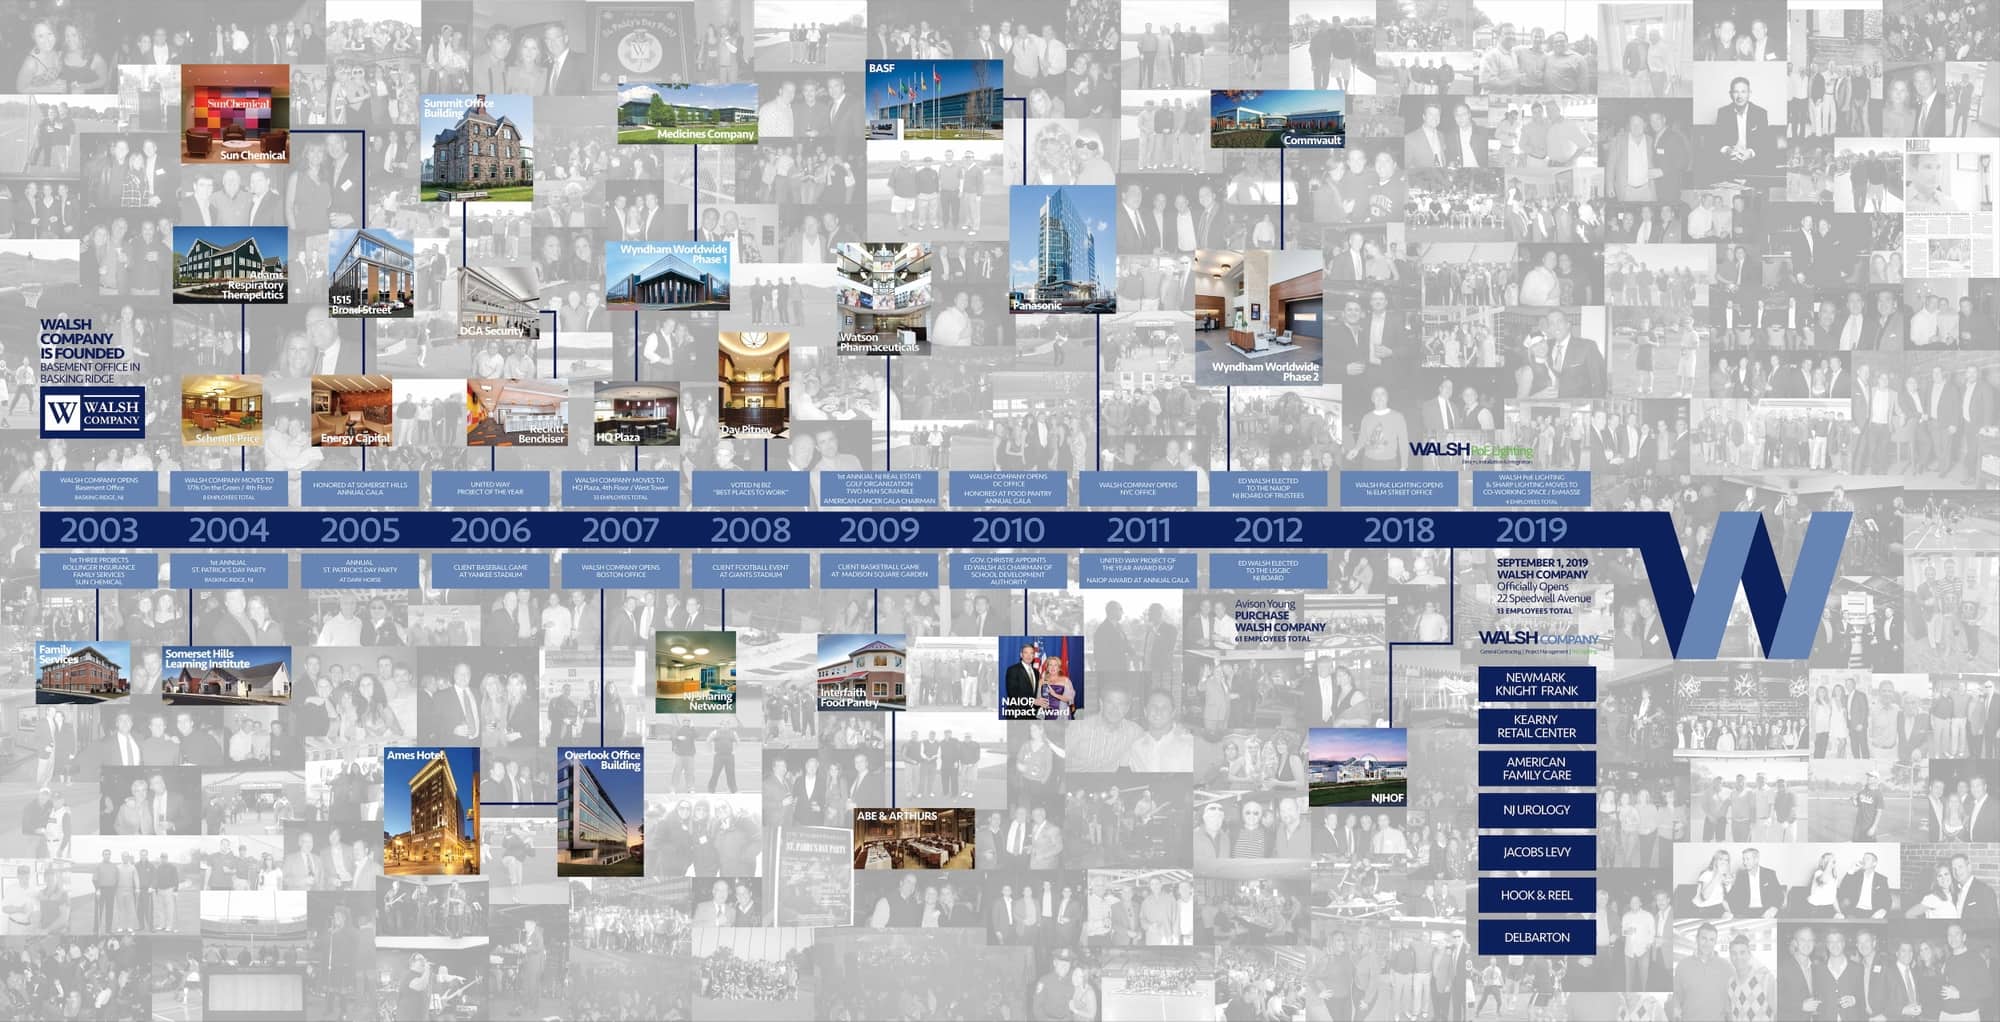 BASF
SunChemical
Sun Chemical
Summit Office
Building
Medicines Company
Commvault
Adams
Respiratory
Therapeutics
1515
Broad Street
DCA Security
Wyndham Worldwide
Phase 1
Watson
Pharmaceuticals
Panasonic
Wyndham Worldwide
Phase 2
WALSH
COMPANY
IS FOUNDED
BASEMENT OFFICE IN
BASKING RIDGE
W WALSH
COMPANY
Schenck Price
Energy Capital
Reckitt
Benckiser
HQ Plaza
Day Pitney
WALSH PoE Lighting
WALSH COMPANY OPENS
Basement Office
BASKING RIDGE, NJ
WALSH COMPANY MOVES TO
1776 On the Green / 4th Floor
8 EMPLOYEES TOTAL
HONORED AT SOMERSET HILLS
ANNUAL GALA
UNITED WAY
PROJECT OF THE YEAR
WALSH COMPANY MOVES TO
HQ Plaza, 4th Floor / West Tower
33 EMPLOYEES TOTAL
VOTED NJ BIZ
"BEST PLACES TO WORK"
1st ANNUAL NJ REAL ESTATE
GOLF ORGANIZATION
TWO MAN SCRAMBLE
AMERICAN CANCER GALA CHAIRMAN
WALSH COMPANY OPENS
DC OFFICE
HONORED AT FOOD PANTRY
ANNUAL GALA
WALSH COMPANY OPENS
NYC OFFICE
ED WALSH ELECTED
TO THE NAIOP
NJ BOARD OF TRUSTEES
WALSH PoE LIGHTING OPENS
16 ELM STREET OFFICE
WALSH PoE LIGHTING
& SHARP LIGHTING MOVES TO
CO-WORKING SPACE / EnMASSE
4 EMPLOYEES TOTAL
2003 2004 2005 2006 2007 2008 2009 2010 2011 2012 2018 2019
1st THREE PROJECTS
BOLLINGER INSURANCE
FAMILY SERVICES
SUN CHEMICAL
1st ANNUAL
ST. PATRICK'S DAY PARTY
BASKING RIDGE, NJ
ANNUAL
ST. PATRICK'S DAY PARTY
AT DARK HORSE
CLIENT BASEBALL GAME
AT YANKEE STADIUM
WALSH COMPANY OPENS
BOSTON OFFICE
CLIENT FOOTBALL EVENT
AT GIANTS STADIUM
CLIENT BASKETBALL GAME
AT MADISON SQUARE GARDEN
GOV. CHRISTIE APPOINTS
ED WALSH AS CHAIRMAN OF
SCHOOL DEVELOPMENT
AUTHORITY
UNITED WAY PROJECT OF
THE YEAR AWARD BASF
NAIOP AWARD AT ANNUAL GALA
ED WALSH ELECTED
TO THE USGBC
NJ BOARD
Avison Young
PURCHASE
WALSH COMPANY
61 EMPLOYEES TOTAL
SEPTEMBER 1, 2019
WALSH COMPANY
Officially Opens
22 Speedwell Avenue
13 EMPLOYEES TOTAL
W
WALSH COMPANY
General Contracting | Project Management |
Family
Services
Somerset Hills
Learning Institute
NJ Sharing
Network
Interfaith
Food Pantry
NAIOP
Impact Award
Ames Hotel
Overlook Office
Building
ABE & ARTHURS
NJHOF
NEWMARK
KNIGHT FRANK
KEARNY
RETAIL CENTER
AMERICAN
FAMILY CARE
NJ UROLOGY
JACOBS LEVY
HOOK & REEL
DELBARTON